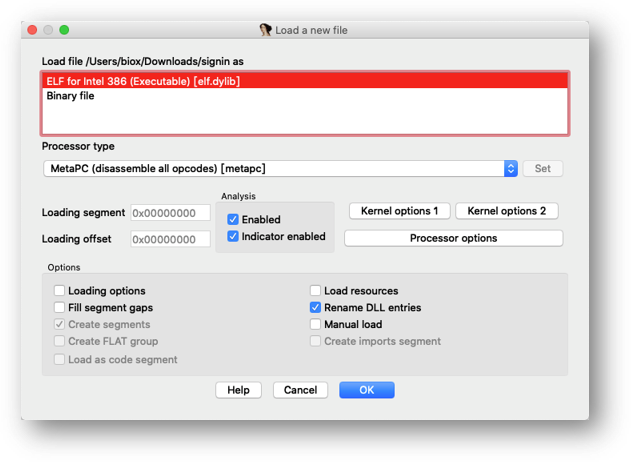 Load a new file
Load file /Users/biox/Downloads/signin as
ELF for Intel 386 (Executable) [elf.dylib]
Binary file
Processor type
MetaPC (disassemble all opcodes) [metapc]
Set
Analysis
Loading segment 0x00000000
Enabled
Kernel options 1 Kernel options 2
Loading offset 0x00000000
Indicator enabled
Processor options
Options
Loading options Load resources
Fill segment gaps Rename DLL entries
Create segments Manual load
Create FLAT group Create imports segment
Load as code segment
Help Cancel OK